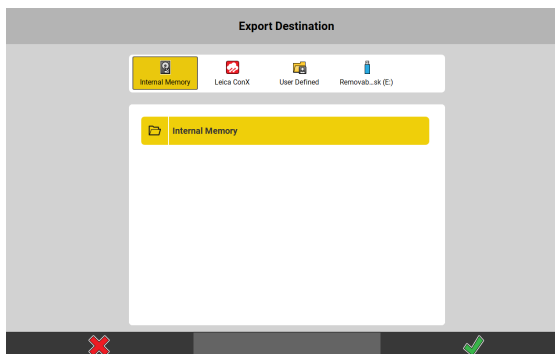 Export Destination
Internal Memory
Leica ConX
User Defined
Removab...sk (E:)
Internal Memory